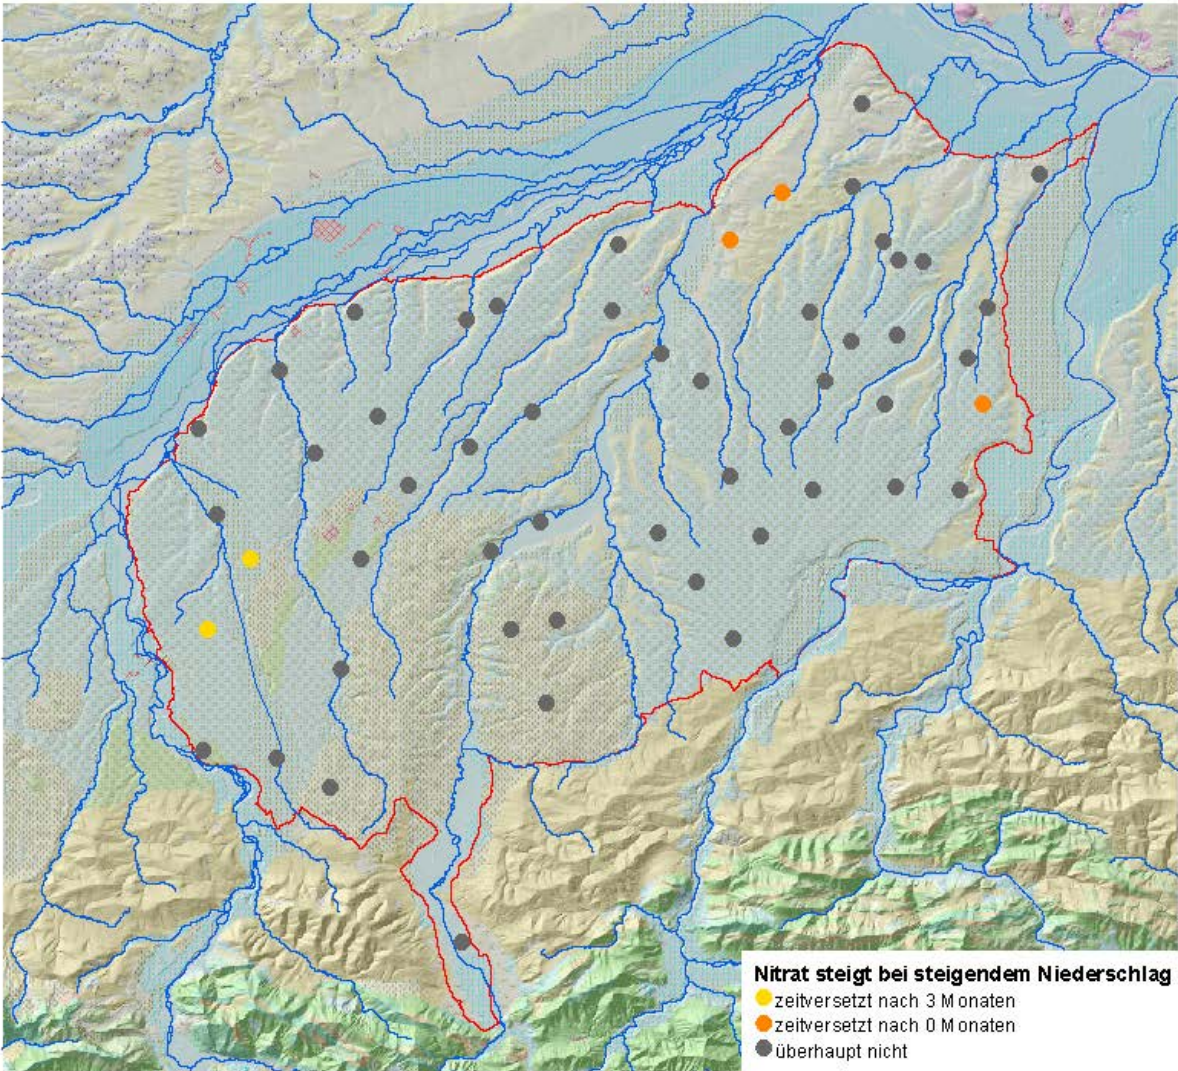 Nitrat steigt bei steigendem Niederschlag
zeitversetzt nach 3 Monaten
zeitversetzt nach 0 Monaten
überhaupt nicht